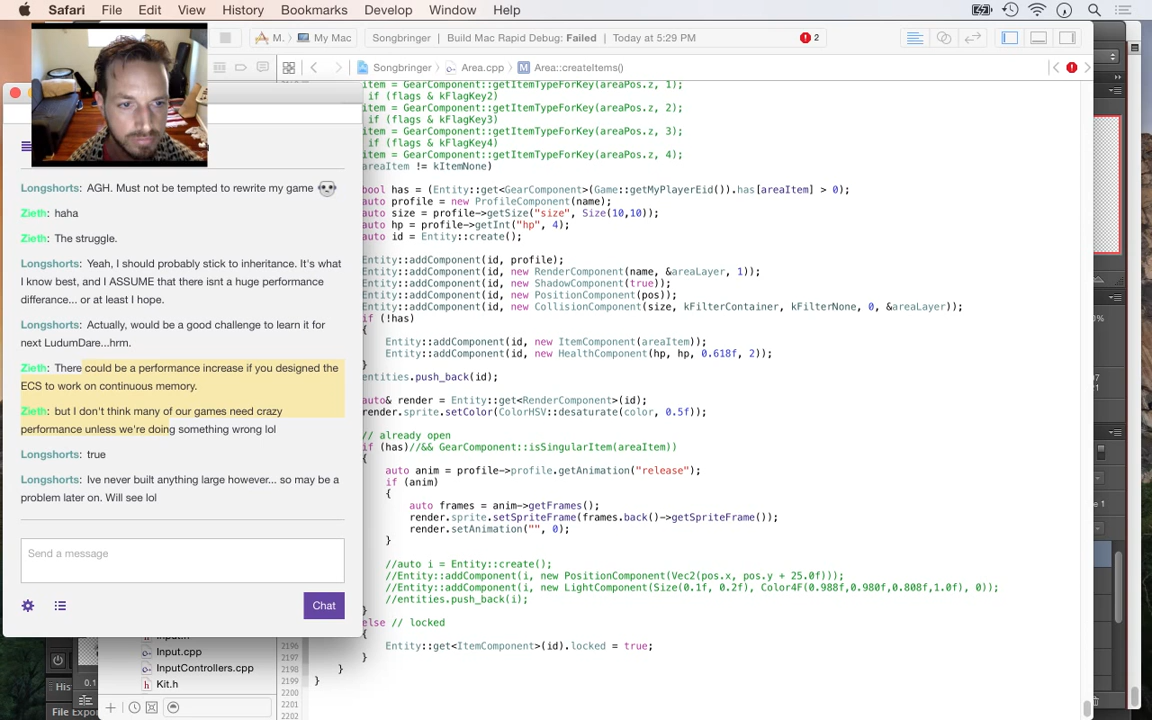 Safari File Edit View History Bookmarks Develop Window Help
M. My Mac
Songbringer | Build Mac Rapid Debug: Failed | Today at 5:29 PM
2
Songbringer Area.cpp M Area::createItems()
Longshorts: AGH. Must not be tempted to rewrite my game
Zieth: haha
Zieth: The struggle.
Longshorts: Yeah, I should probably stick to inheritance. It's what
I know best, and i ASSUME that there isnt a huge performance
differance... or at least I hope.
Longshorts: Actually, would be a good challenge to learn it for
next LudumDare...hrm.
Zieth: There could be a performance increase if you designed the
ECS to work on continuous memory.
Zieth: but I don't think many of our games need crazy
performance unless we're doing something wrong lol
Longshorts: true
Longshorts: Ive never built anything large however... so may be a
problem later on. Will see lol
Send a message
Chat
item = GearComponent::getItemTypeForKey(areaPos.z, 1);
if (flags & kFlagKey2)
item = GearComponent::getItemTypeForKey(areaPos.z, 2);
if (flags & kFlagKey3)
item = GearComponent::getItemTypeForKey(areaPos.z, 3);
if (flags & kFlagKey4)
item = GearComponent::getItemTypeForKey(areaPos.z, 4);
areaItem != kItemNone)
bool has = (Entity::get<GearComponent>(Game::getMyPlayerEid()).has[areaItem] > 0);
auto profile = new ProfileComponent(name);
auto size = profile->getSize("size", Size(10,10));
auto hp = profile->getInt("hp", 4);
auto id = Entity::create();
Entity::addComponent(id, profile);
Entity::addComponent(id, new RenderComponent(name, &areaLayer, 1));
Entity::addComponent(id, new ShadowComponent(true));
Entity::addComponent(id, new PositionComponent(pos));
Entity::addComponent(id, new CollisionComponent(size, kFilterContainer, kFilterNone, 0, &areaLayer));
if (!has)
{
Entity::addComponent(id, new ItemComponent(areaItem));
Entity::addComponent(id, new HealthComponent(hp, hp, 0.618f, 2));
}
entities.push_back(id);
auto& render = Entity::get<RenderComponent>(id);
render.sprite.setColor(ColorHSV::desaturate(color, 0.5f));
// already open
if (has)//&& GearComponent::isSingularItem(areaItem))
{
auto anim = profile->profile.getAnimation("release");
if (anim)
{
auto frames = anim->getFrames();
render.sprite.setSpriteFrame(frames.back()->getSpriteFrame());
render.setAnimation("", 0);
}
//auto i = Entity::create();
//Entity::addComponent(i, new PositionComponent(Vec2(pos.x, pos.y + 25.0f)));
//Entity::addComponent(i, new LightComponent(Size(0.1f, 0.2f), Color4F(0.988f,0.980f,0.808f,1.0f), 0));
//entities.push_back(i);
}
else // locked
{
2196 Entity::get<ItemComponent>(id).locked = true;
2197 }
2198 }
2199 }
2200
2201
2202
Input.cpp
InputControllers.cpp
Kit.h
His
0.1
File Expor